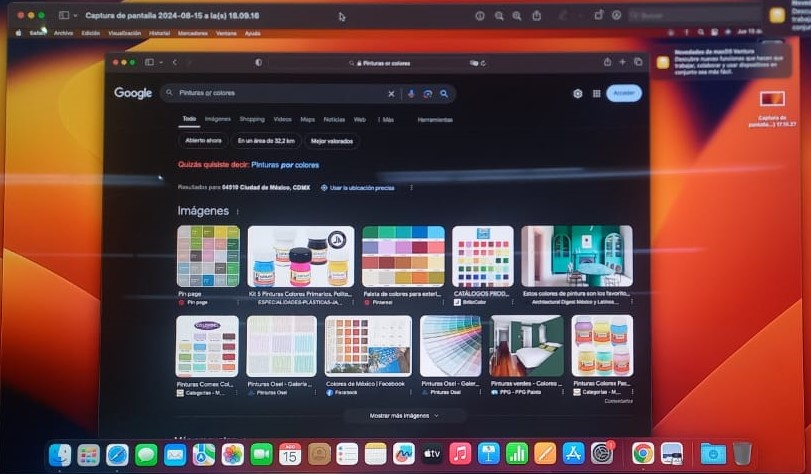 Captura de pantalla 2024-08-15 a la(s) 18.09.16
Buscar
Safari Archivo Edición Visualización Historial Marcadores Ventana Ayuda
Novedades de macOS Ventura
Descubre nuevas funciones que hacen que
trabajar, colaborar y usar dispositivos en
conjunto sea más fácil.
Pinturas or colores
Google
Pinturas or colores
Acceder
Todo Imágenes Shopping Videos Maps Noticias Web Más Herramientas
Abierto ahora
En un área de 32,2 km
Mejor valorados
Quizás quisiste decir: Pinturas por colores
Resultados para 04510 Ciudad de México, CDMX
Usar la ubicación precisa
Captura de
pantalla...) 17.15.27
Imágenes
Pin page
Pin page
Kit 5 Pinturas Colores Primarios, Polita...
ESPECIALIDADES-PLASTICAS-JA...
Paleta de colores para exteri...
Pinterest
CATÁLOGOS PROD...
BrilloColor
Estos colores de pintura son los favorito...
Architectural Digest México y Latinoa...
Pinturas Comex Col...
Categorías - M...
Pinturas Osel - Galería ...
Pinturas Osel
Colores de México | Facebook
Facebook
Pinturas Osel - Galer...
Pinturas Osel
Pinturas verdes - Colores ...
PPG - PPG Paints
Pinturas Colores Pas...
Categorías - M...
Comentarios
Mostrar más imágenes
AGO
15
tv